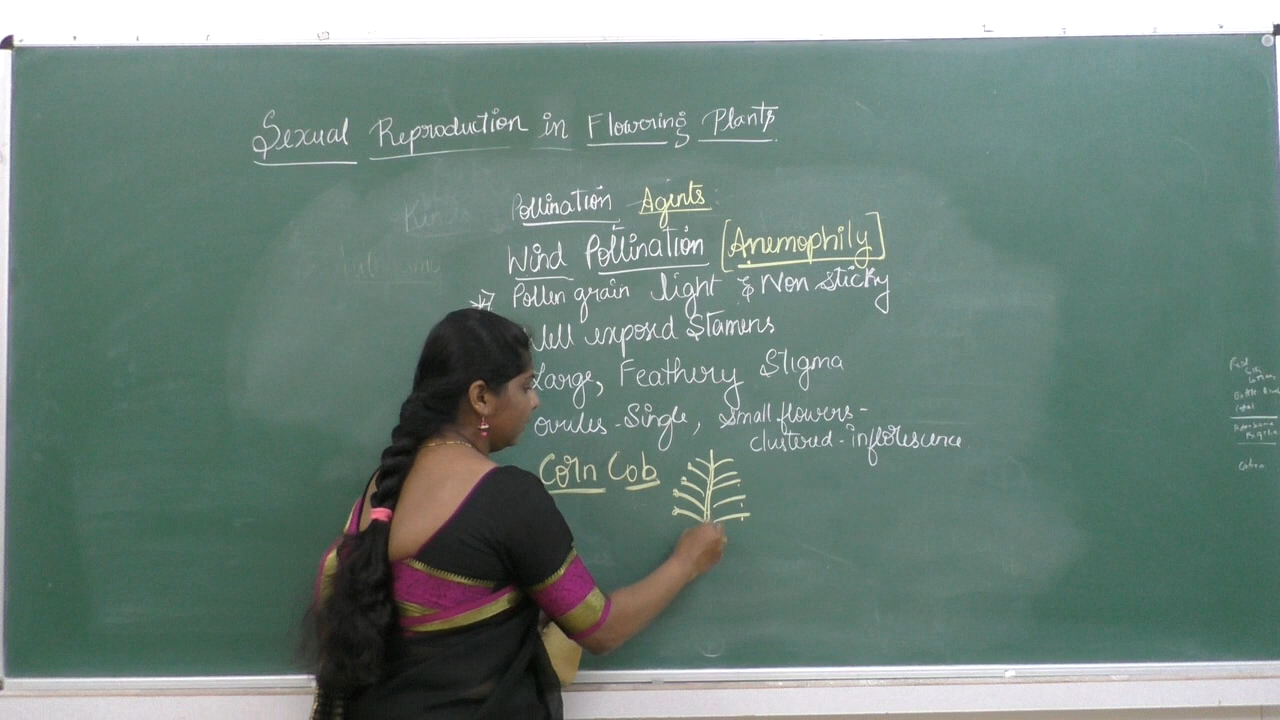 Sexual Reproduction in Flowering Plants
Pollination Agents
Wind Pollination [Anemophily]
Pollen grain light & Non sticky
Well exposed Stamens
Large, Feathery Stigma
ovules - Single, small flowers -
clustered - inflorescence
Corn Cob